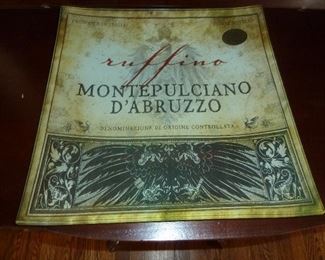 ruffino
MONTEPULCIANO
D'ABRUZZO
DENOMINAZIONE DI ORIGINE CONTROLLATA